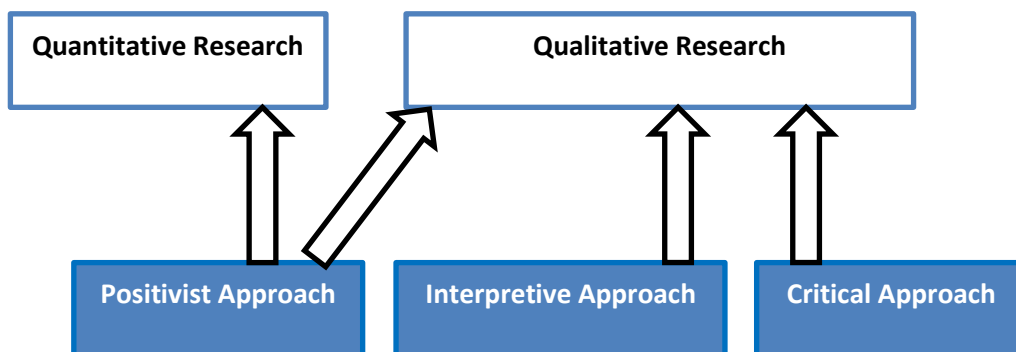 Quantitative Research
Qualitative Research
Positivist Approach
Interpretive Approach
Critical Approach